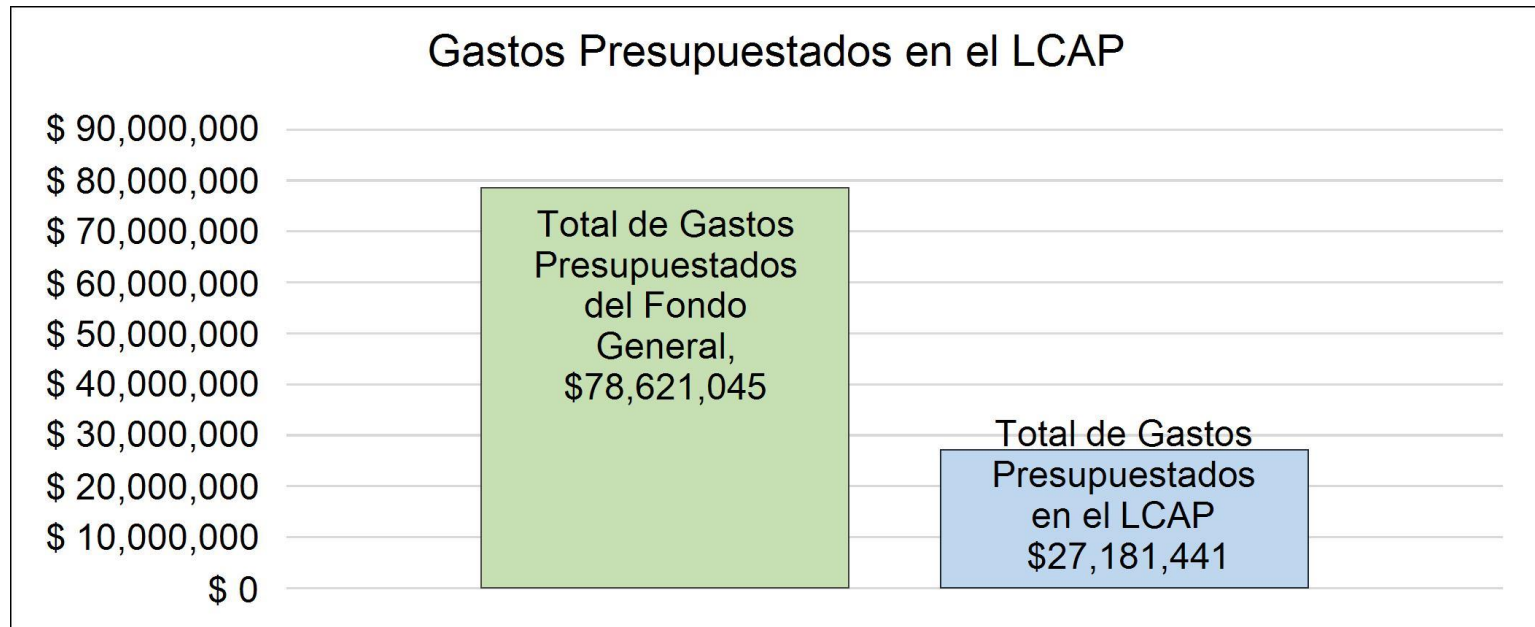 Gastos Presupuestados en el LCAP
$ 90,000,000
$ 80,000,000
$ 70,000,000
$ 60,000,000
$ 50,000,000
$ 40,000,000
$ 30,000,000
$ 20,000,000
$ 10,000,000
$ 0
Total de Gastos
Presupuestados
del Fondo
General,
$78,621,045
Total de Gastos
Presupuestados
en el LCAP
$27,181,441